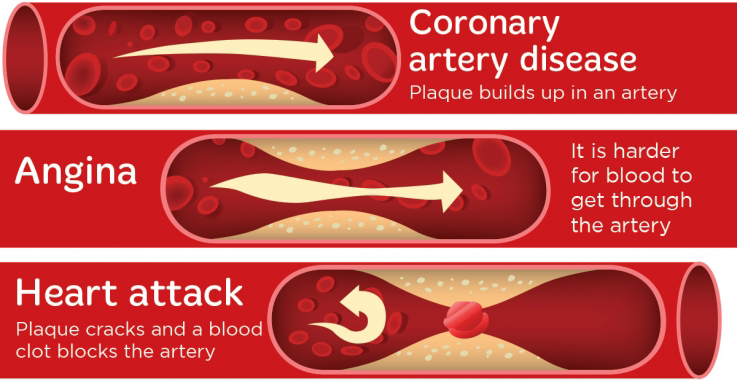 Coronary
artery disease
Plaque builds up in an artery
Angina
It is harder
for blood to
get through
the artery
Heart attack
Plaque cracks and a blood
clot blocks the artery